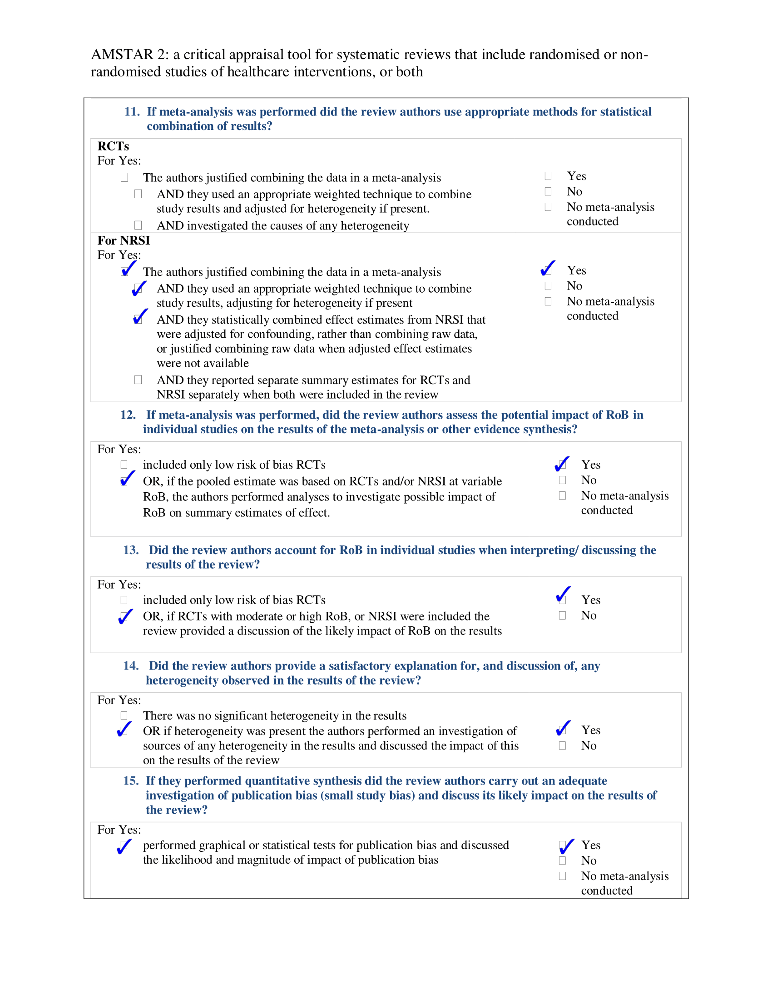 AMSTAR 2: a critical appraisal tool for systematic reviews that include randomised or non-
randomised studies of healthcare interventions, or both
11. If meta-analysis was performed did the review authors use appropriate methods for statistical
combination of results?
RCTs
For Yes:
The authors justified combining the data in a meta-analysis
AND they used an appropriate weighted technique to combine
study results and adjusted for heterogeneity if present.
AND investigated the causes of any heterogeneity
Yes
No
No meta-analysis
conducted
For NRSI
For Yes:
The authors justified combining the data in a meta-analysis
AND they used an appropriate weighted technique to combine
study results, adjusting for heterogeneity if present
AND they statistically combined effect estimates from NRSI that
were adjusted for confounding, rather than combining raw data,
or justified combining raw data when adjusted effect estimates
were not available
AND they reported separate summary estimates for RCTs and
NRSI separately when both were included in the review
Yes
No
No meta-analysis
conducted
12. If meta-analysis was performed, did the review authors assess the potential impact of RoB in
individual studies on the results of the meta-analysis or other evidence synthesis?
For Yes:
included only low risk of bias RCTs
OR, if the pooled estimate was based on RCTs and/or NRSI at variable
RoB, the authors performed analyses to investigate possible impact of
RoB on summary estimates of effect.
Yes
No
No meta-analysis
conducted
13. Did the review authors account for RoB in individual studies when interpreting/ discussing the
results of the review?
For Yes:
included only low risk of bias RCTs
OR, if RCTs with moderate or high RoB, or NRSI were included the
review provided a discussion of the likely impact of RoB on the results
Yes
No
14. Did the review authors provide a satisfactory explanation for, and discussion of, any
heterogeneity observed in the results of the review?
For Yes:
There was no significant heterogeneity in the results
OR if heterogeneity was present the authors performed an investigation of
sources of any heterogeneity in the results and discussed the impact of this
on the results of the review
Yes
No
15. If they performed quantitative synthesis did the review authors carry out an adequate
investigation of publication bias (small study bias) and discuss its likely impact on the results of
the review?
For Yes:
performed graphical or statistical tests for publication bias and discussed
the likelihood and magnitude of impact of publication bias
Yes
No
No meta-analysis
conducted